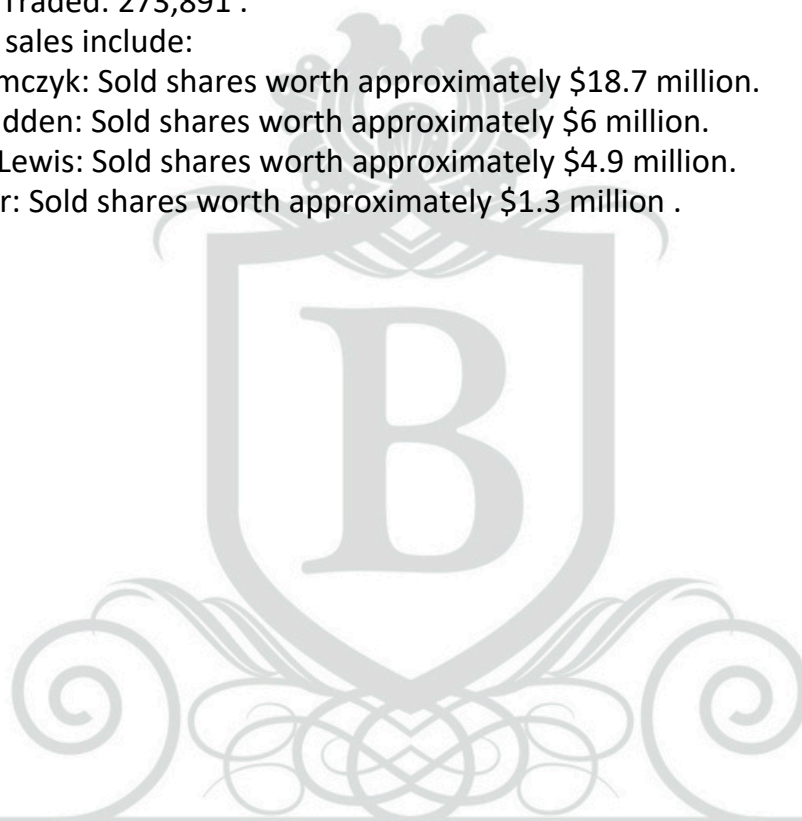 Traded: 273,891 .
sales include:
mczyk: Sold shares worth approximately $18.7 million.
dden: Sold shares worth approximately $6 million.
Lewis: Sold shares worth approximately $4.9 million.
r: Sold shares worth approximately $1.3 million .
B